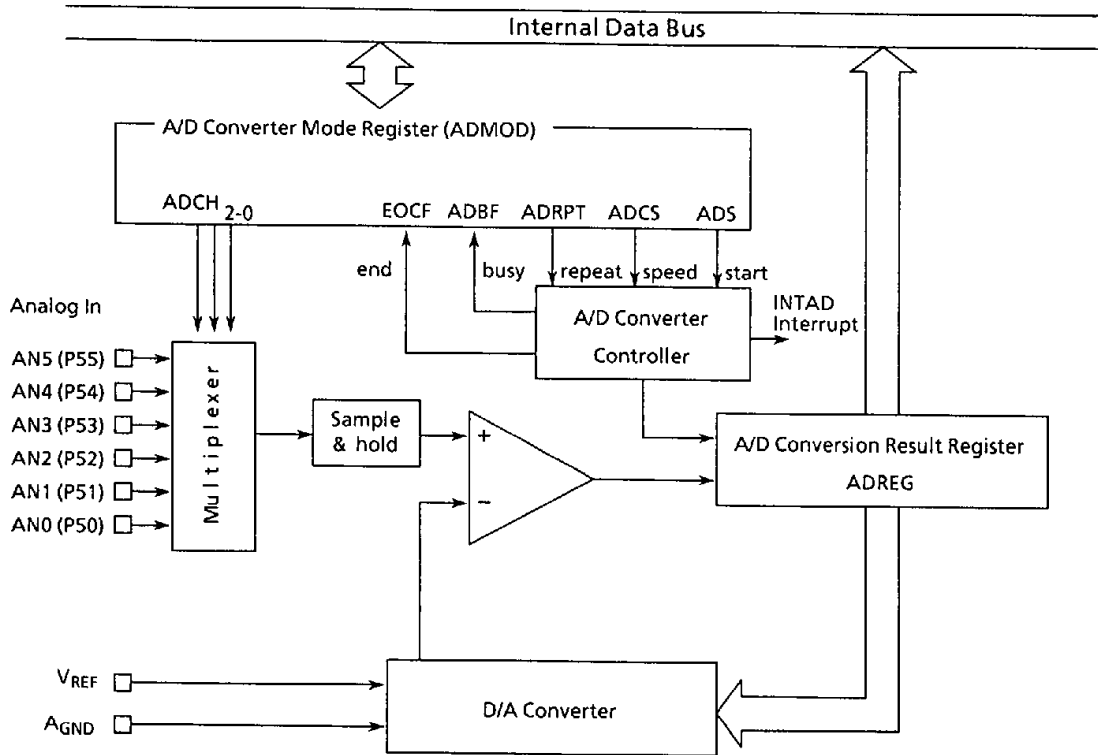 Internal Data Bus
A/D Converter Mode Register (ADMOD)
ADCH 2-0
EOCF ADBF ADRPT ADCS ADS
end busy repeat speed start
Analog In
A/D Converter
Controller
INTAD
Interrupt
AN5 (P55)
AN4 (P54)
AN3 (P53)
AN2 (P52)
AN1 (P51)
AN0 (P50)
Multiplexer
Sample
& hold
+
−
A/D Conversion Result Register
ADREG
VREF
AGND
D/A Converter